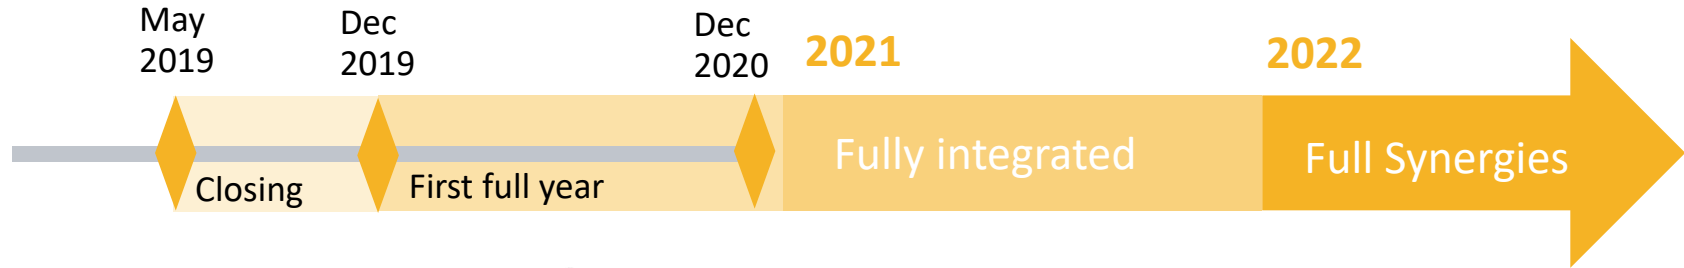 May
2019
Dec
2019
Dec
2020
2021
2022
Closing
First full year
Fully integrated
Full Synergies